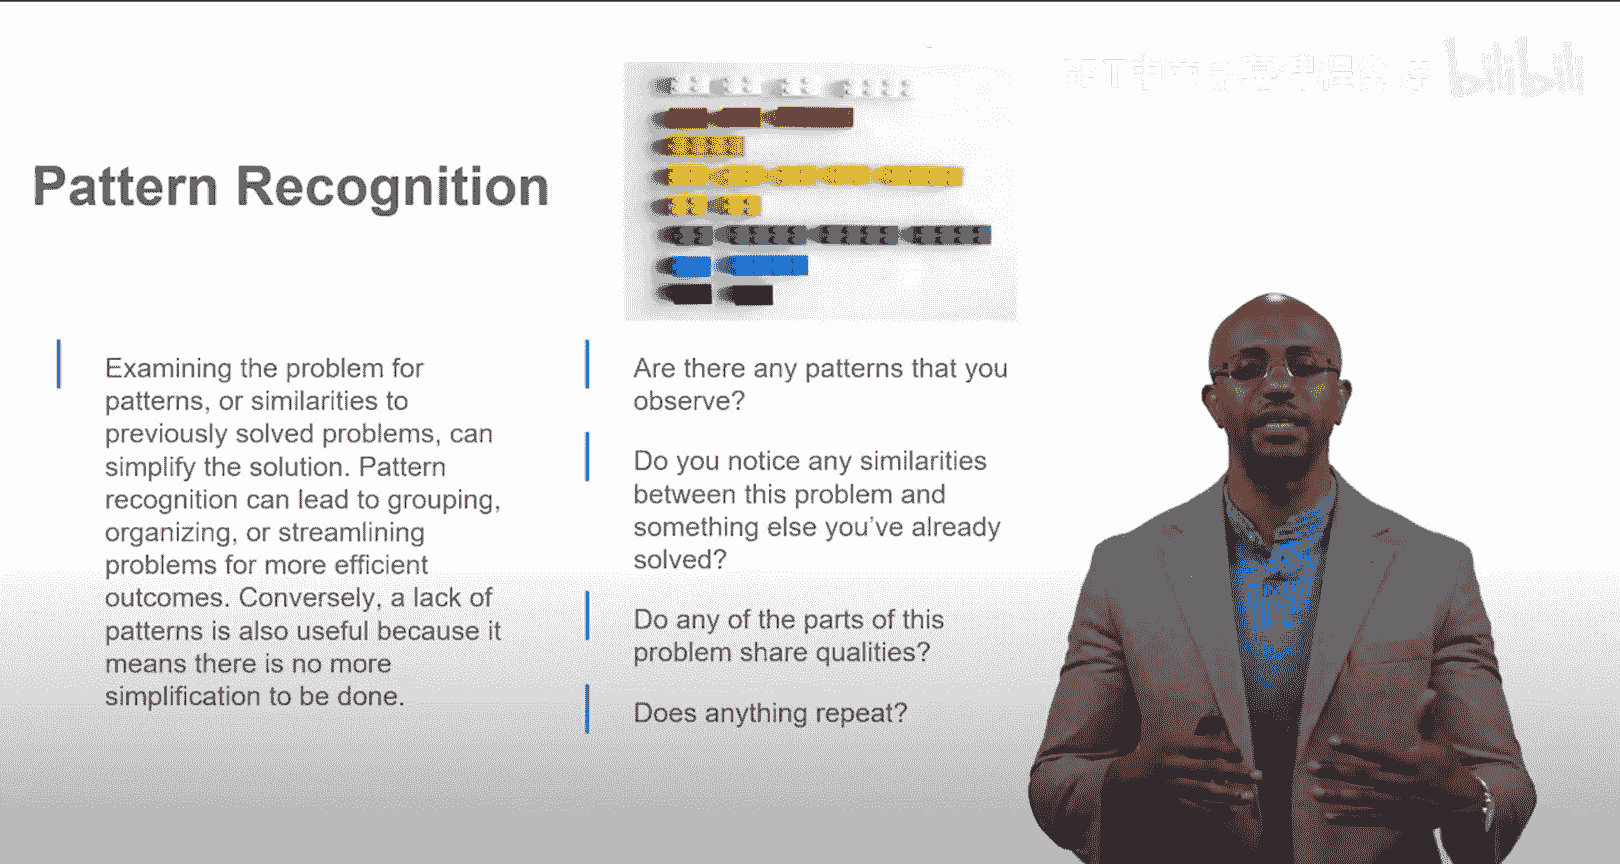 Pattern Recognition
Examining the problem for
patterns, or similarities to
previously solved problems, can
simplify the solution. Pattern
recognition can lead to grouping,
organizing, or streamlining
problems for more efficient
outcomes. Conversely, a lack of
patterns is also useful because it
means there is no more
simplification to be done.
Are there any patterns that you
observe?
Do you notice any similarities
between this problem and
something else you’ve already
solved?
Do any of the parts of this
problem share qualities?
Does anything repeat?
bilibili